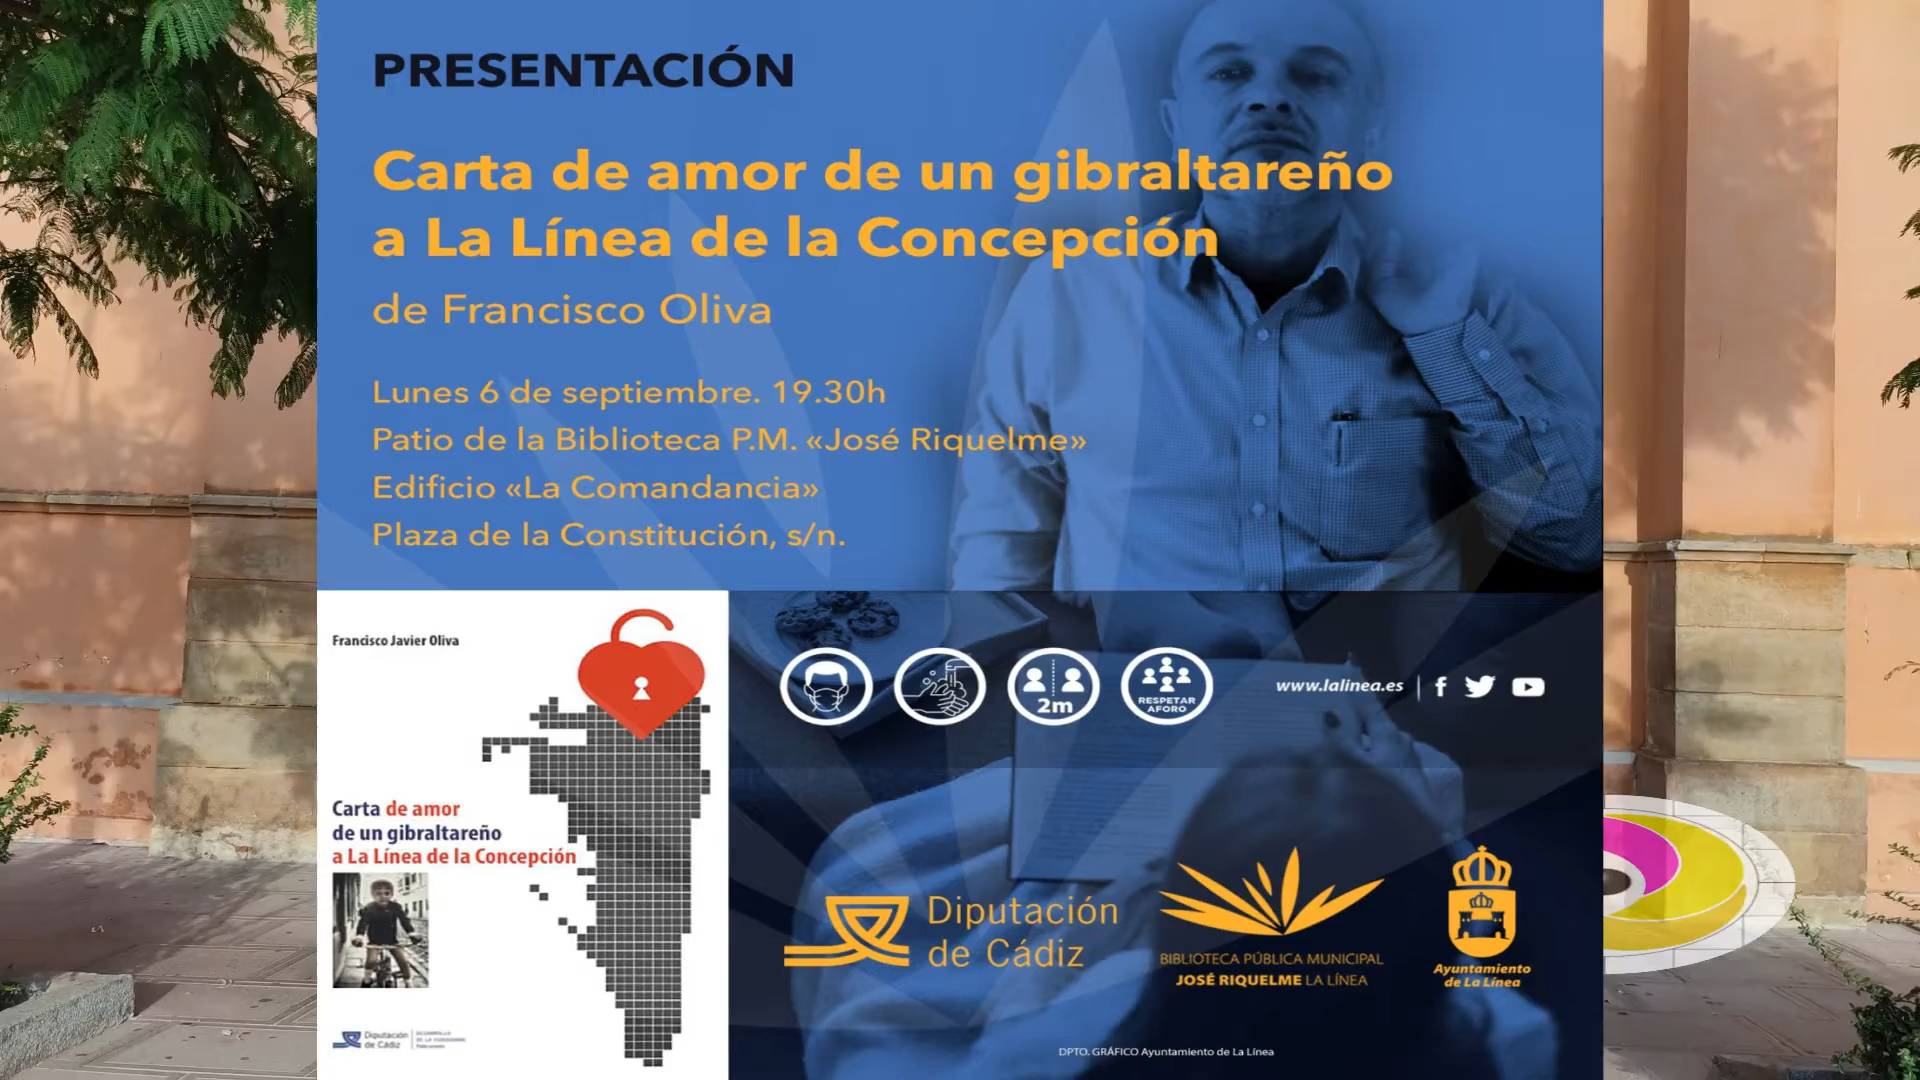 PRESENTACIÓN
Carta de amor de un gibraltareño
a La Línea de la Concepción
de Francisco Oliva
Lunes 6 de septiembre. 19.30h
Patio de la Biblioteca P.M. «José Riquelme»
Edificio «La Comandancia»
Plaza de la Constitución, s/n.
Francisco Javier Oliva
Carta de amor
de un gibraltareño
a La Línea de la Concepción
Diputación
de Cádiz
2m
RESPETAR
AFORO
www.lalinea.es
Diputación
de Cádiz
BIBLIOTECA PÚBLICA MUNICIPAL
JOSÉ RIQUELME LA LÍNEA
Ayuntamiento
de La Línea
DPTO. GRÁFICO Ayuntamiento de La Línea